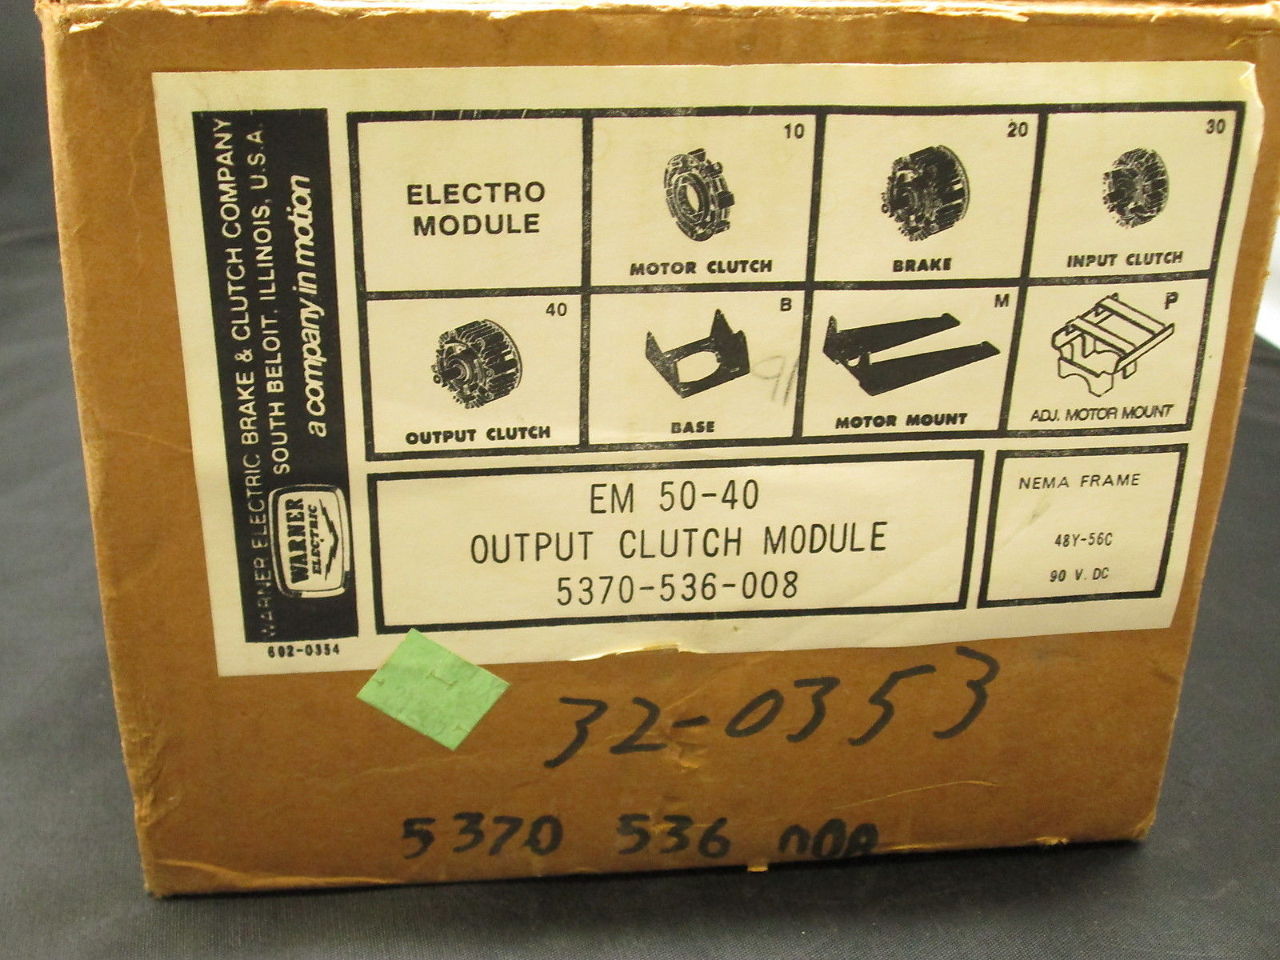 WARNER ELECTRIC BRAKE & CLUTCH COMPANY
SOUTH BELOIT, ILLINOIS, U.S.A.
a company in motion
WARNER
ELECTRIC
602-0354
ELECTRO
MODULE
10
MOTOR CLUTCH
20
BRAKE
30
INPUT CLUTCH
40
OUTPUT CLUTCH
B
BASE
M
MOTOR MOUNT
P
ADJ. MOTOR MOUNT
91
EM 50-40
OUTPUT CLUTCH MODULE
5370-536-008
NEMA FRAME
48Y-56C
90 V. DC
32-0353
5370 536 008